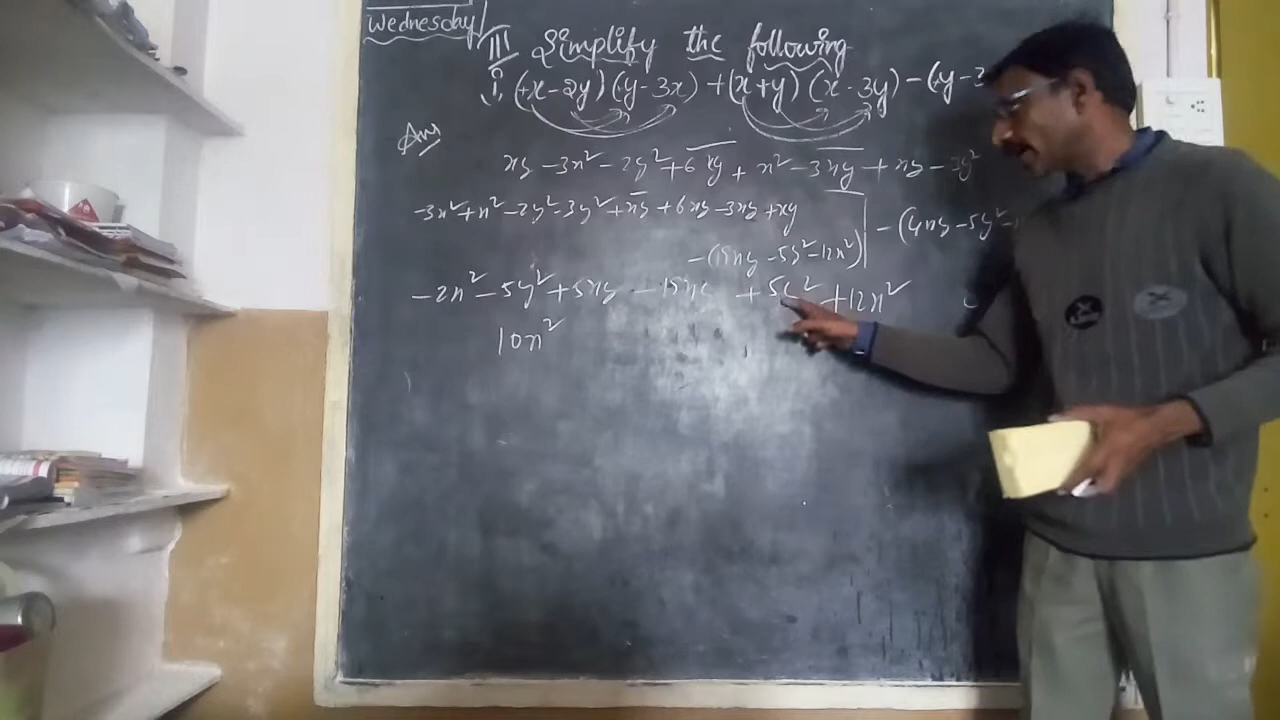 Wednesday
III Simplify the following
i, (+x-2y)(y-3x) + (x+y)(x-3y) - (y-3
Ans
xy - 3x² - 2y² + 6xy + x² - 3xy + xy - 3y²
-3x² + x² - 2y² - 3y² + xy + 6xy - 3xy + xy
- (4xy - 5y² -
- (15xy - 5y² - 12x²)
-2x² - 5y² + 5xy - 15xy + 5y² + 12x²
10x²